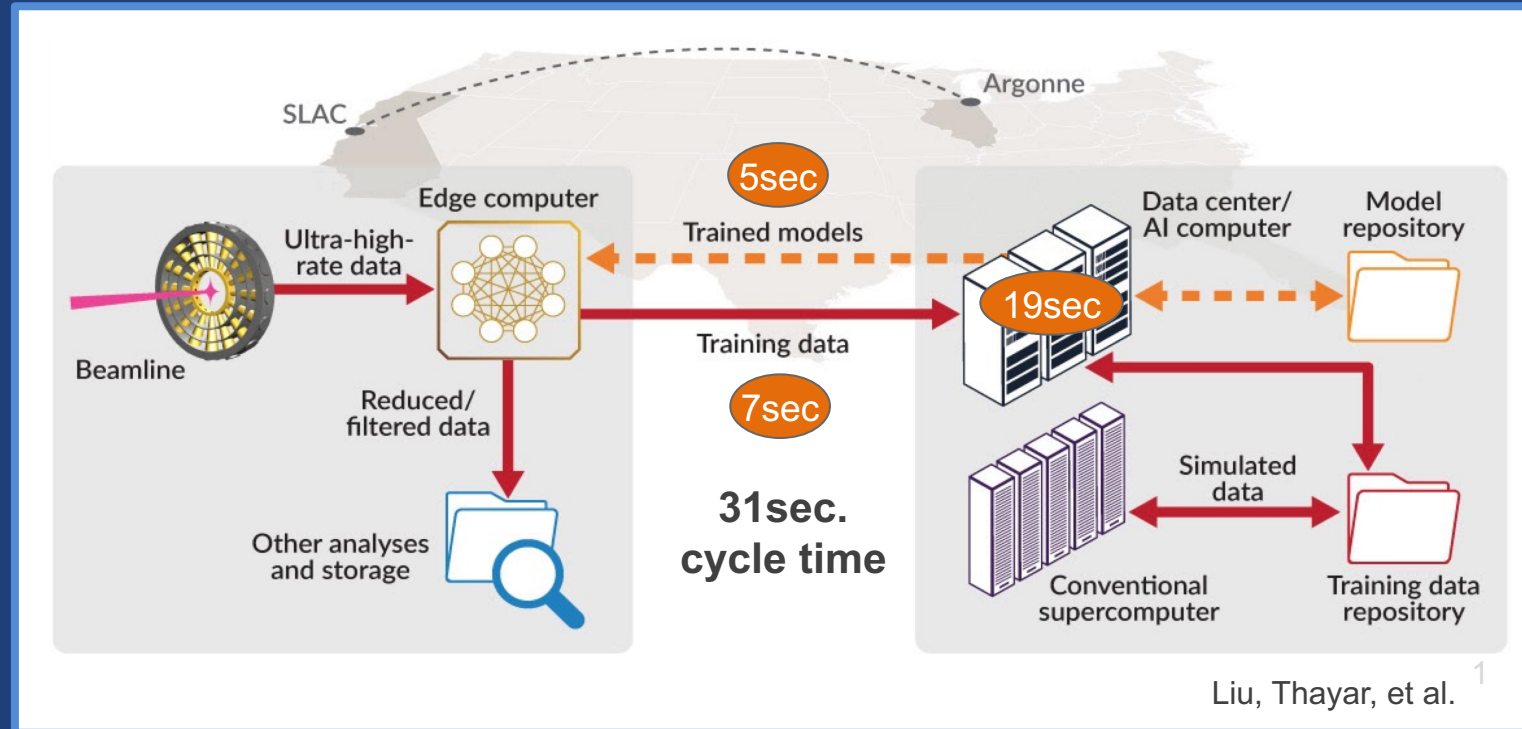 SLAC
Argonne
5sec
Edge computer
Ultra-high-
rate data
Trained models
Data center/
AI computer
Model
repository
19sec
Beamline
Training data
7sec
Reduced/
filtered data
31sec.
cycle time
Simulated
data
Other analyses
and storage
Conventional
supercomputer
Training data
repository
Liu, Thayar, et al.
1